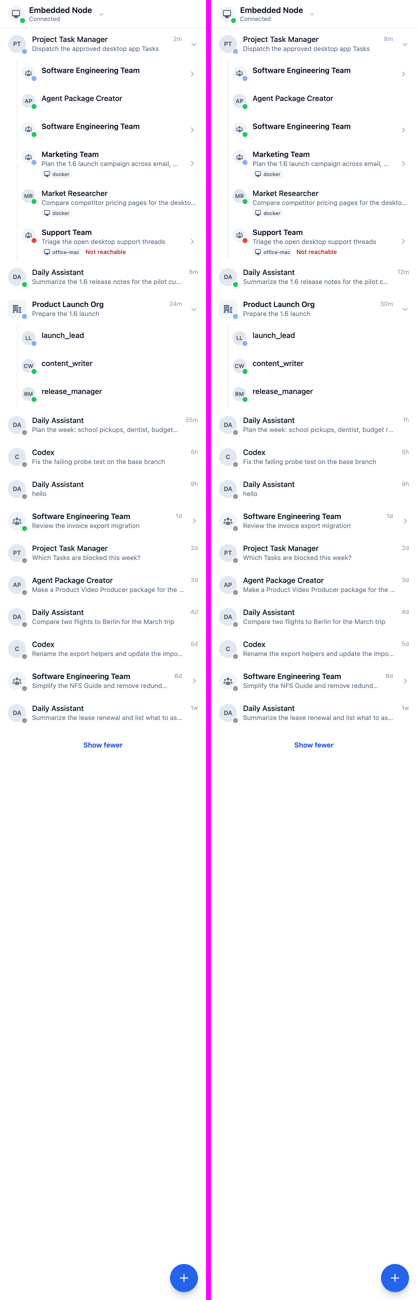 Embedded Node
Connected
PT
Project Task Manager
2m
Dispatch the approved desktop app Tasks
Software Engineering Team
AP
Agent Package Creator
Software Engineering Team
Marketing Team
Plan the 1.6 launch campaign across email, ...
docker
MR
Market Researcher
Compare competitor pricing pages for the deskto...
docker
Support Team
Triage the open desktop support threads
office-mac Not reachable
DA
Daily Assistant
6m
Summarize the 1.6 release notes for the pilot cu...
Product Launch Org
24m
Prepare the 1.6 launch
LL
launch_lead
CW
content_writer
RM
release_manager
DA
Daily Assistant
55m
Plan the week: school pickups, dentist, budget...
C
Codex
5h
Fix the failing probe test on the base branch
DA
Daily Assistant
9h
hello
Software Engineering Team
1d
Review the invoice export migration
PT
Project Task Manager
2d
Which Tasks are blocked this week?
AP
Agent Package Creator
3d
Make a Product Video Producer package for the ...
DA
Daily Assistant
4d
Compare two flights to Berlin for the March trip
C
Codex
5d
Rename the export helpers and update the impo...
Software Engineering Team
6d
Simplify the NFS Guide and remove redund...
DA
Daily Assistant
1w
Summarize the lease renewal and list what to as...
Show fewer
Embedded Node
Connected
PT
Project Task Manager
8m
Dispatch the approved desktop app Tasks
Software Engineering Team
AP
Agent Package Creator
Software Engineering Team
Marketing Team
Plan the 1.6 launch campaign across email, ...
docker
MR
Market Researcher
Compare competitor pricing pages for the deskto...
docker
Support Team
Triage the open desktop support threads
office-mac Not reachable
DA
Daily Assistant
12m
Summarize the 1.6 release notes for the pilot c...
Product Launch Org
30m
Prepare the 1.6 launch
LL
launch_lead
CW
content_writer
RM
release_manager
DA
Daily Assistant
1h
Plan the week: school pickups, dentist, budget r...
C
Codex
5h
Fix the failing probe test on the base branch
DA
Daily Assistant
9h
hello
Software Engineering Team
1d
Review the invoice export migration
PT
Project Task Manager
2d
Which Tasks are blocked this week?
AP
Agent Package Creator
3d
Make a Product Video Producer package for the ...
DA
Daily Assistant
4d
Compare two flights to Berlin for the March trip
C
Codex
5d
Rename the export helpers and update the impo...
Software Engineering Team
6d
Simplify the NFS Guide and remove redund...
DA
Daily Assistant
1w
Summarize the lease renewal and list what to as...
Show fewer